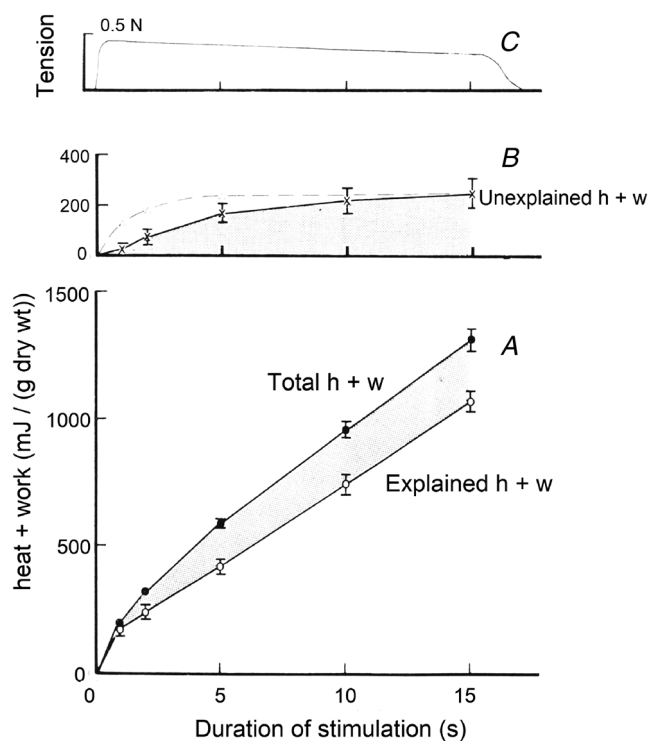 0.5 N
C
Tension
400
B
200
Unexplained h + w
0
1500
A
Total h + w
1000
Explained h + w
500
heat + work (mJ / (g dry wt))
0
0 5 10 15
Duration of stimulation (s)